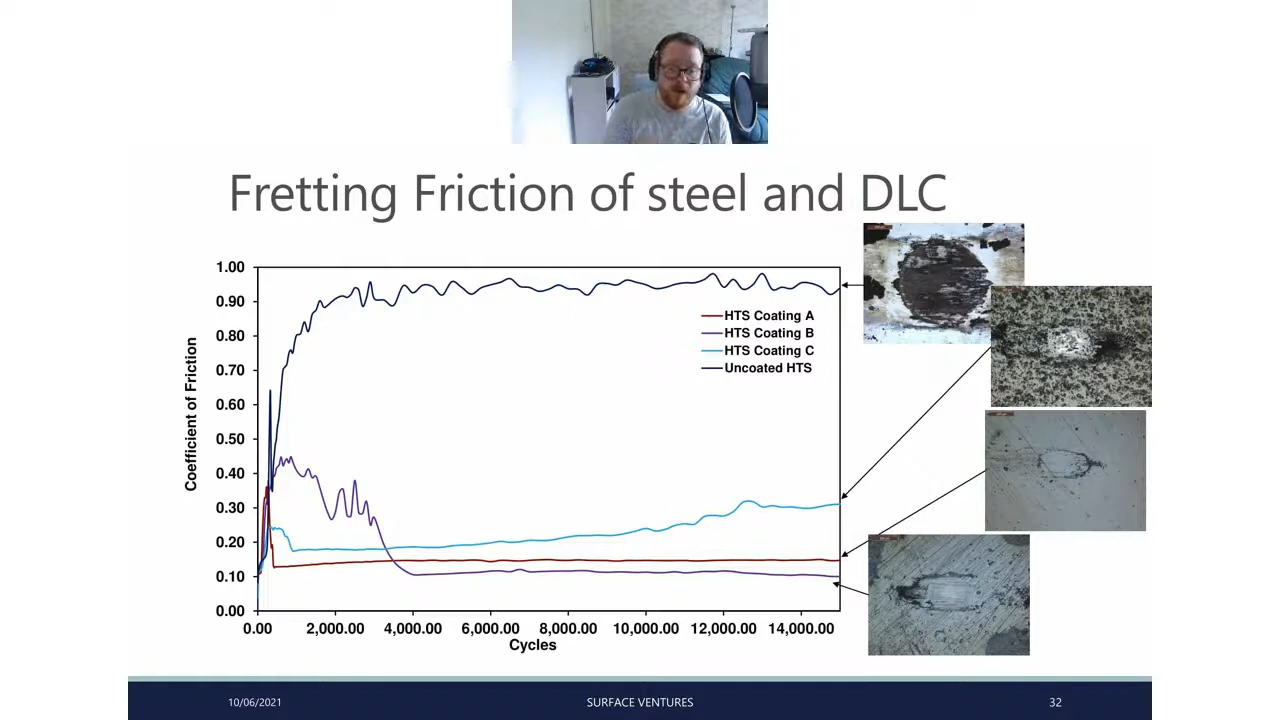 Fretting Friction of steel and DLC
1.00
0.90
0.80
0.70
0.60
0.50
0.40
0.30
0.20
0.10
0.00
Coefficient of Friction
HTS Coating A
HTS Coating B
HTS Coating C
Uncoated HTS
0.00 2,000.00 4,000.00 6,000.00 8,000.00 10,000.00 12,000.00 14,000.00
Cycles
10/06/2021 SURFACE VENTURES 32